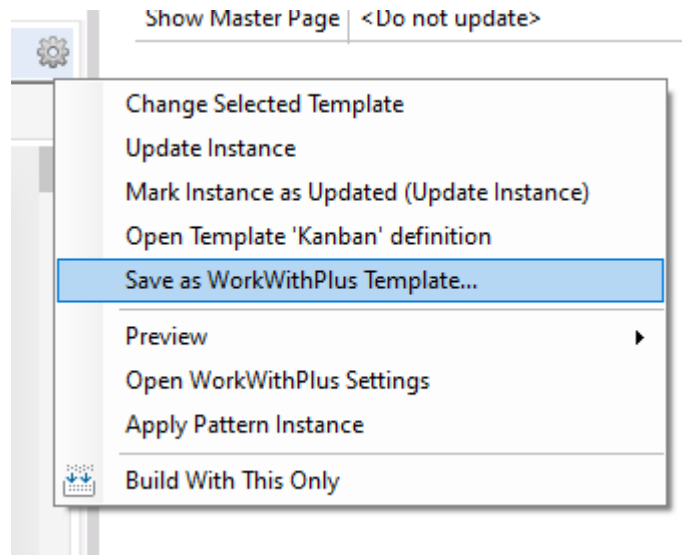 Show Master Page <Do not update>
Change Selected Template
Update Instance
Mark Instance as Updated (Update Instance)
Open Template 'Kanban' definition
Save as WorkWithPlus Template...
Preview
Open WorkWithPlus Settings
Apply Pattern Instance
Build With This Only